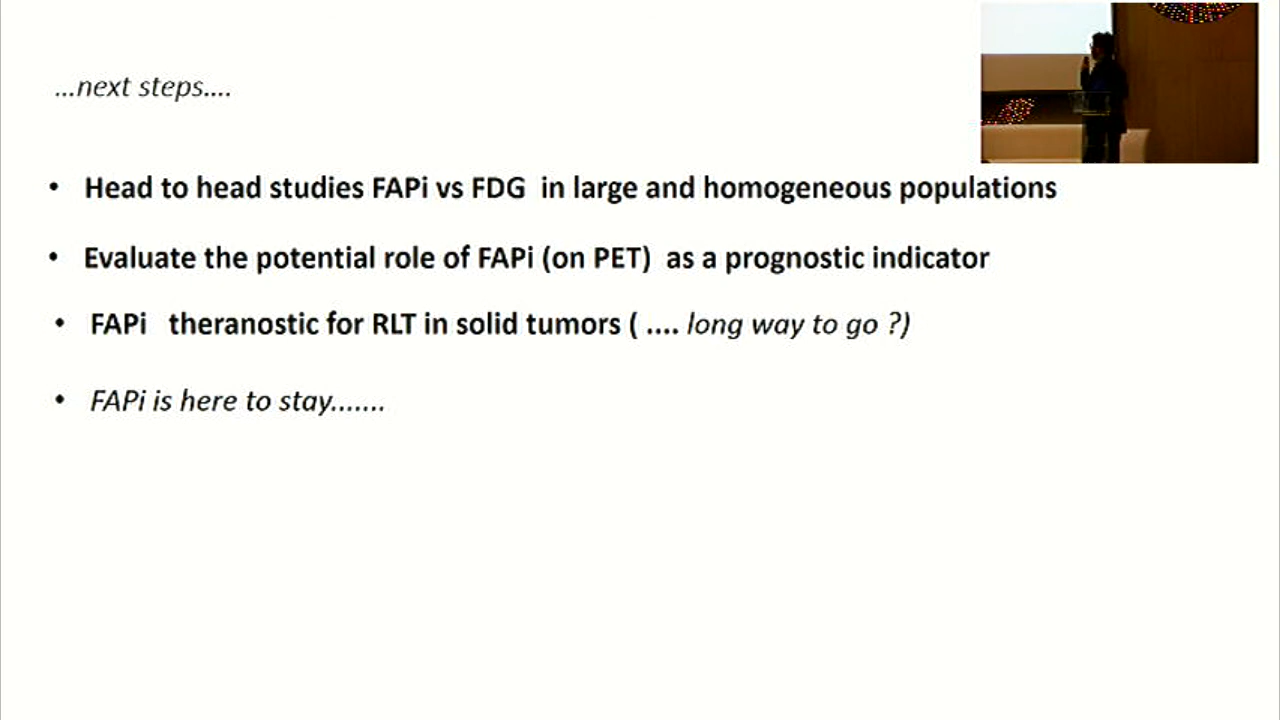 ...next steps....
• Head to head studies FAPi vs FDG in large and homogeneous populations
• Evaluate the potential role of FAPi (on PET) as a prognostic indicator
• FAPi theranostic for RLT in solid tumors ( .... long way to go ?)
• FAPi is here to stay.......